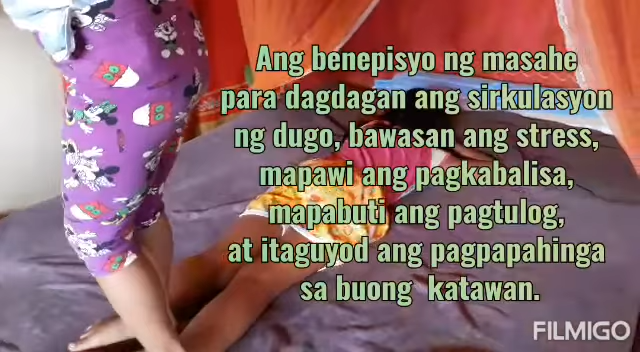 Ang benepisyo ng masahe
para dagdagan ang sirkulasyon
ng dugo, bawasan ang stress,
mapawi ang pagkabalisa,
mapabuti ang pagtulog,
at itaguyod ang pagpapahinga
sa buong katawan.
FILMIGO